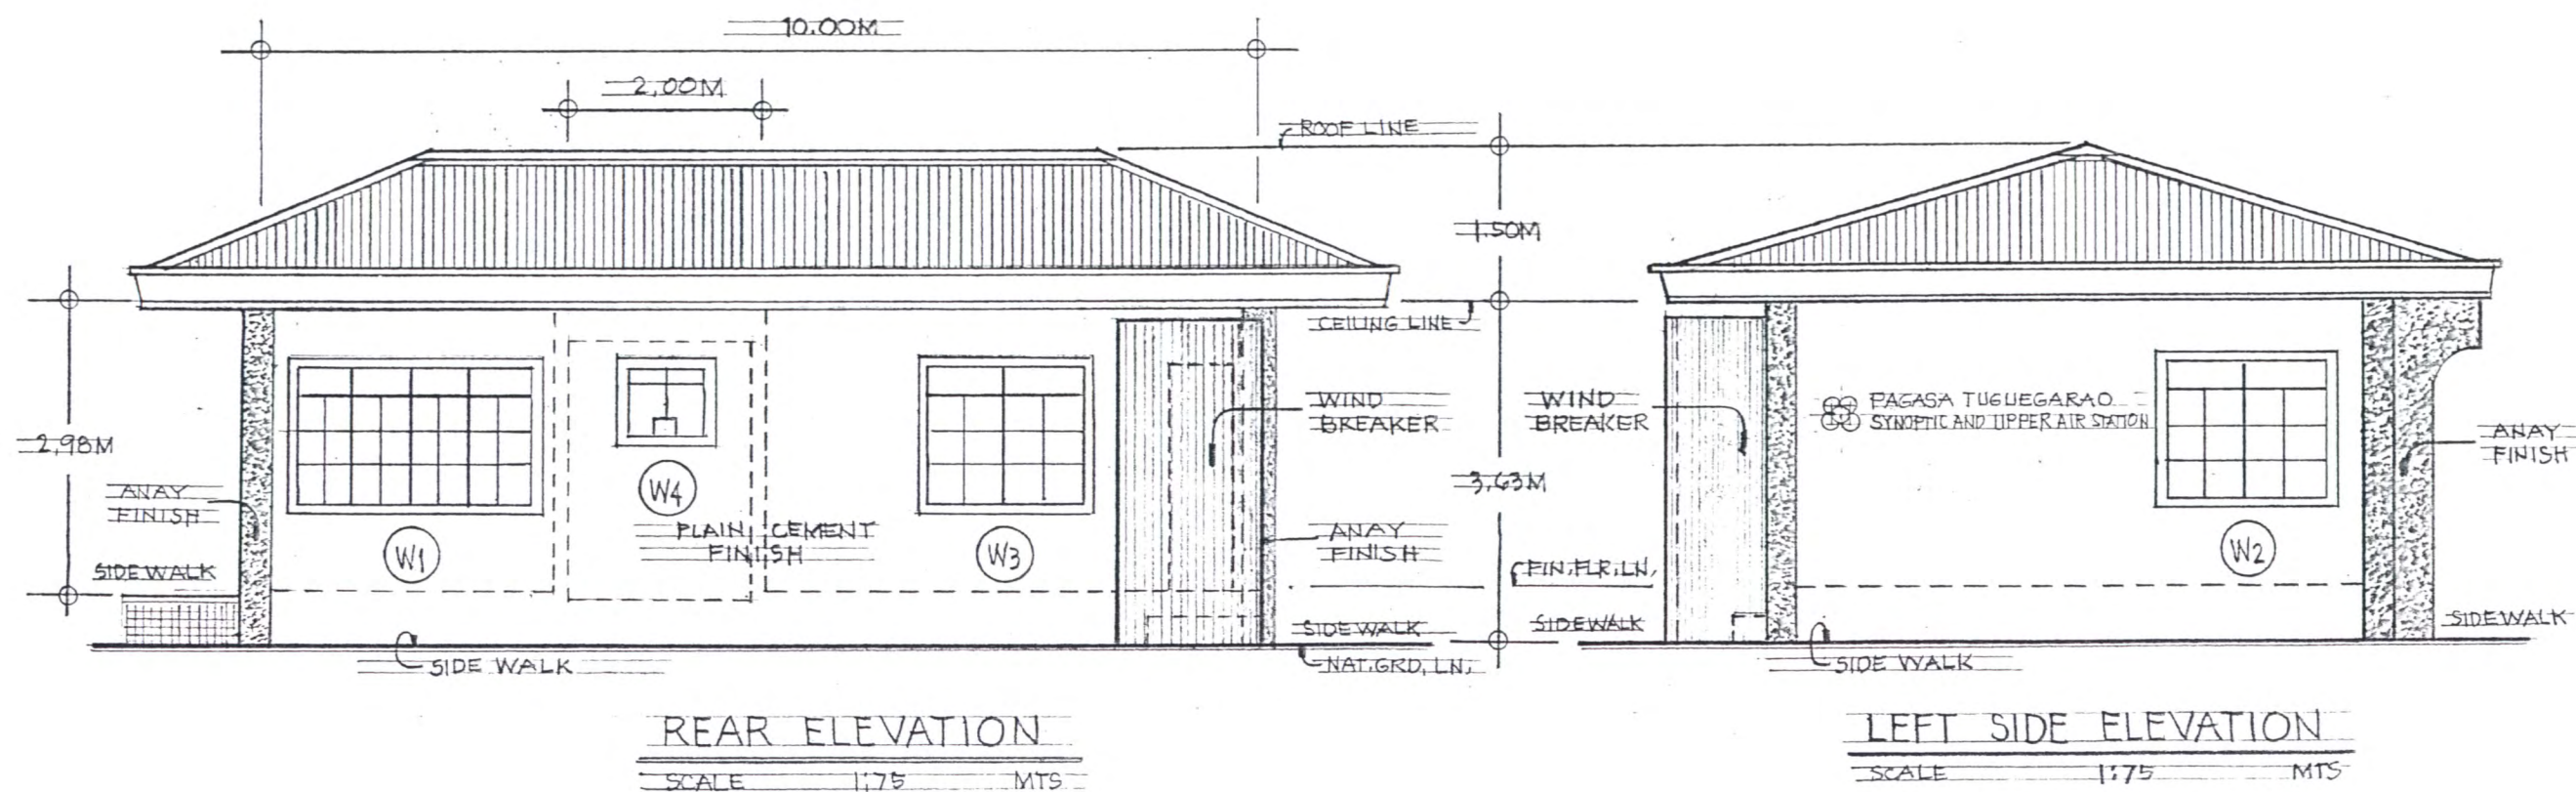 10.00M
2.00M
ROOF LINE
1.50M
CEILING LINE
2.98M
WIND
BREAKER
WIND
BREAKER
PAGASA TUGUEGARAO
SYNOPTIC AND UPPER AIR STATION
ANAY
FINISH
3.63M
ANAY
FINISH
W4
PLAIN CEMENT
FINISH
W1
W3
ANAY
FINISH
W2
SIDEWALK
FIN. FLR. LN.
SIDEWALK
SIDEWALK
SIDEWALK
SIDE WALK
NAT. GRD. LN.
SIDE WALK
REAR ELEVATION
SCALE 1:75 MTS
LEFT SIDE ELEVATION
SCALE 1:75 MTS